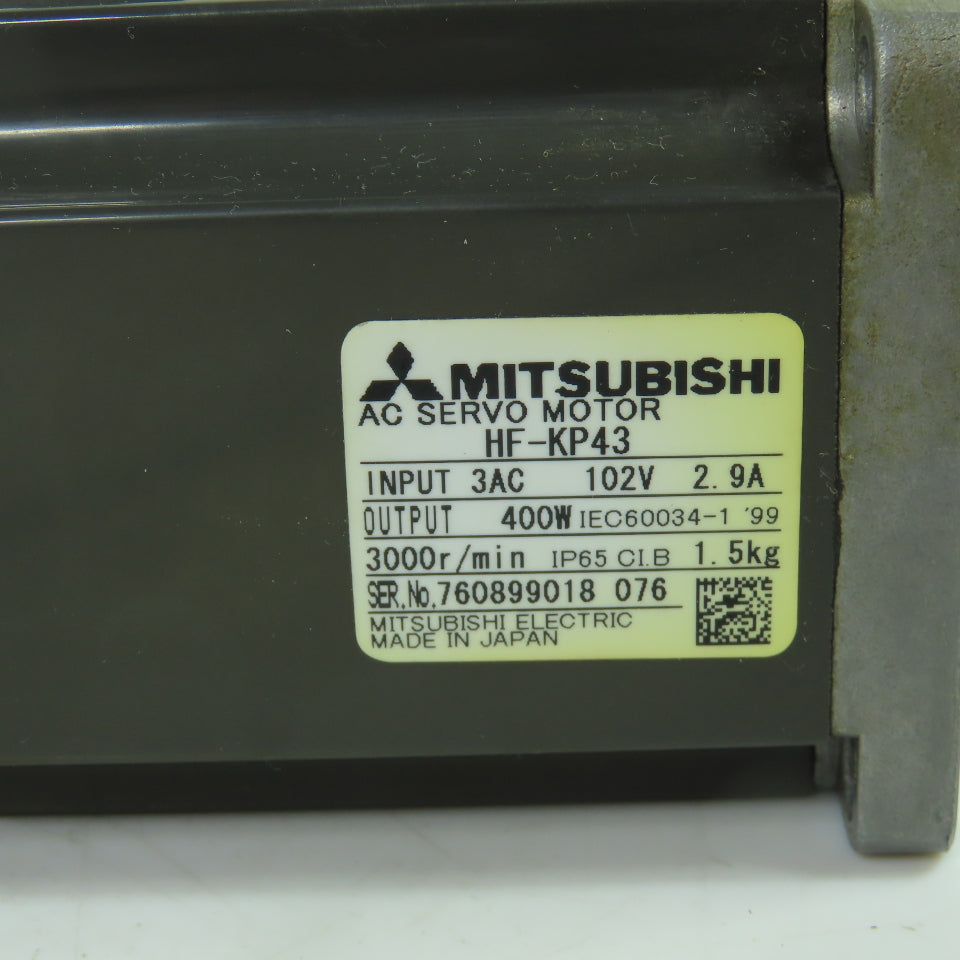 MITSUBISHI
AC SERVO MOTOR
HF-KP43
INPUT 3AC 102V 2.9A
OUTPUT 400W IEC60034-1 '99
3000r/min IP65 CI.B 1.5kg
SER.No.760899018 076
MITSUBISHI ELECTRIC
MADE IN JAPAN